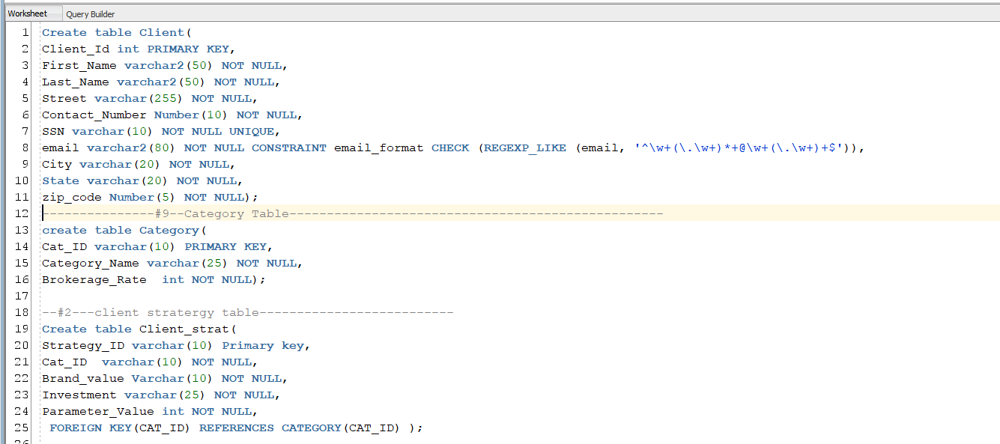 Worksheet Query Builder
1 Create table Client(
2 Client_Id int PRIMARY KEY,
3 First_Name varchar2(50) NOT NULL,
4 Last_Name varchar2(50) NOT NULL,
5 Street varchar(255) NOT NULL,
6 Contact_Number Number(10) NOT NULL,
7 SSN varchar(10) NOT NULL UNIQUE,
8 email varchar2(80) NOT NULL CONSTRAINT email_format CHECK (REGEXP_LIKE (email, '^\w+(\.\w+)*+@\w+(\.\w+)+$')),
9 City varchar(20) NOT NULL,
10 State varchar(20) NOT NULL,
11 zip_code Number(5) NOT NULL);
12 ---------------#9--Category Table--------------------------------------------------
13 create table Category(
14 Cat_ID varchar(10) PRIMARY KEY,
15 Category_Name varchar(25) NOT NULL,
16 Brokerage_Rate  int NOT NULL);
17
18 --#2---client stratergy table--------------------------
19 Create table Client_strat(
20 Strategy_ID varchar(10) Primary key,
21 Cat_ID  varchar(10) NOT NULL,
22 Brand_value Varchar(10) NOT NULL,
23 Investment varchar(25) NOT NULL,
24 Parameter_Value int NOT NULL,
25  FOREIGN KEY(CAT_ID) REFERENCES CATEGORY(CAT_ID) );
26